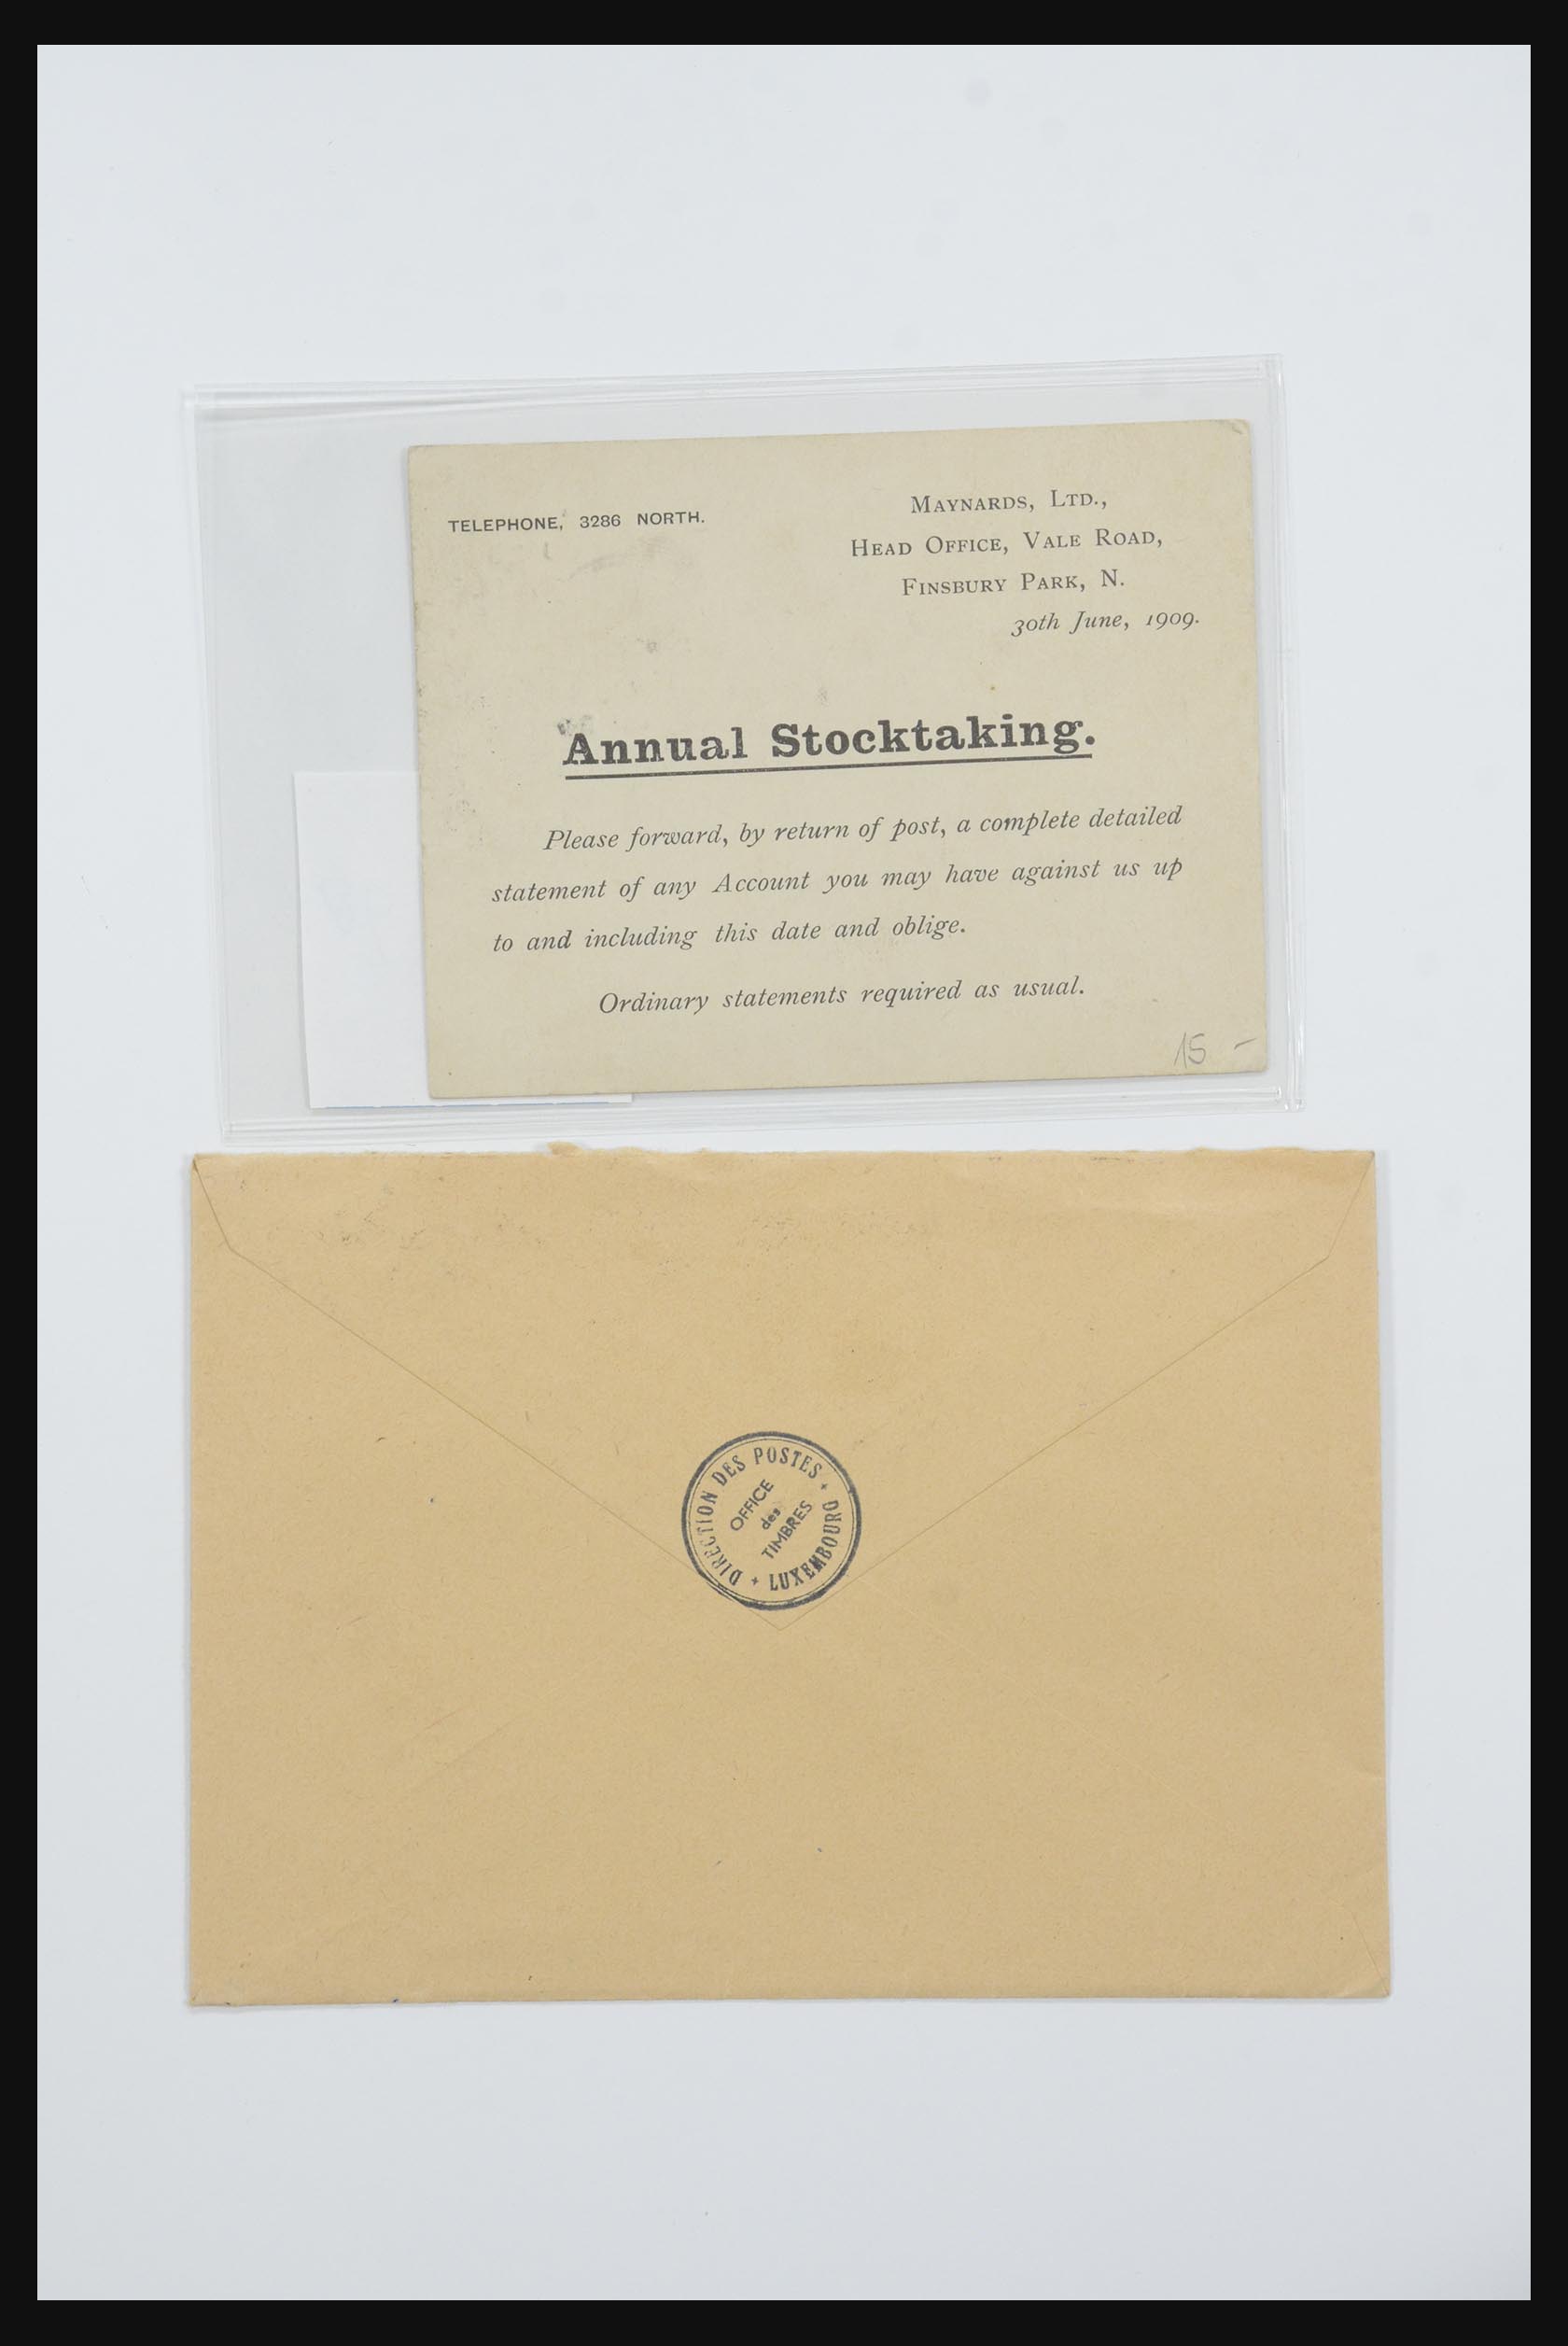 TELEPHONE, 3286 NORTH.
MAYNARDS, LTD.,
HEAD OFFICE, VALE ROAD,
FINSBURY PARK, N.
30th June, 1909.
Annual Stocktaking.
Please forward, by return of post, a complete detailed
statement of any Account you may have against us up
to and including this date and oblige.
Ordinary statements required as usual.
15 –
DIRECTION DES POSTES + LUXEMBOURG +
OFFICE
des
TIMBRES